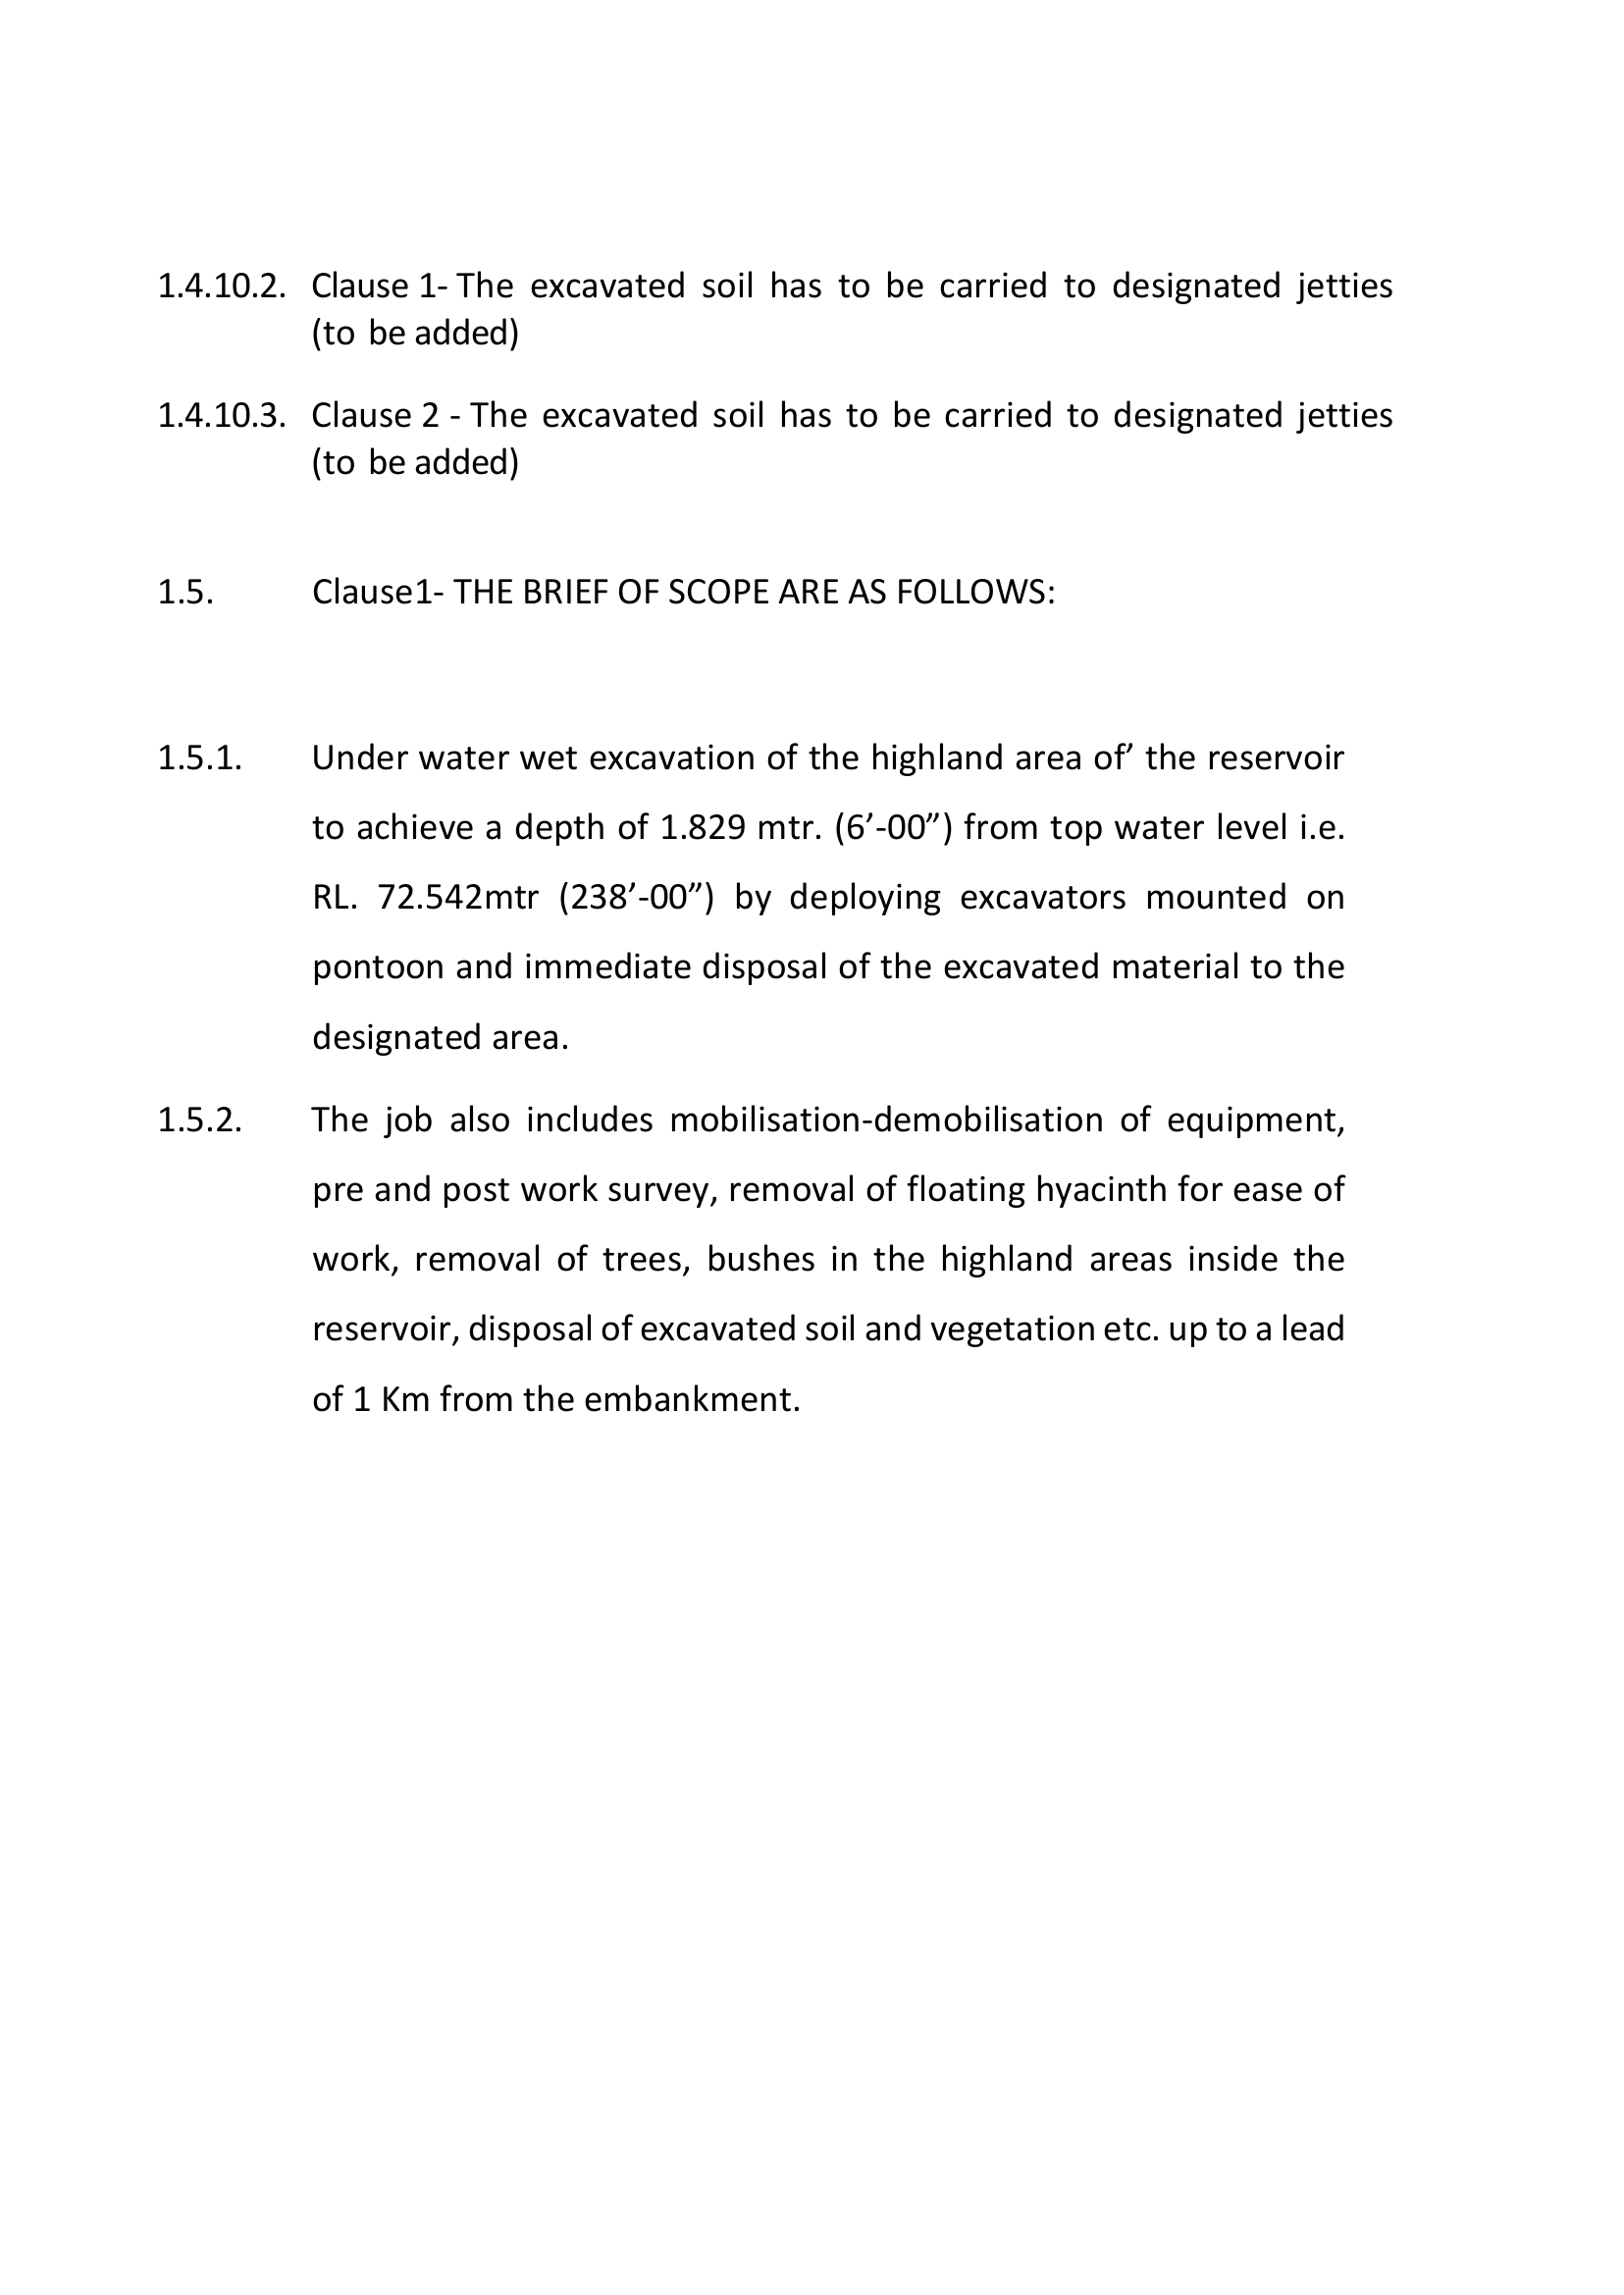 1.4.10.2. Clause 1- The excavated soil has to be carried to designated jetties
(to be added)
1.4.10.3. Clause 2 - The excavated soil has to be carried to designated jetties
(to be added)
1.5. Clause1- THE BRIEF OF SCOPE ARE AS FOLLOWS:
1.5.1. Under water wet excavation of the highland area of’ the reservoir
to achieve a depth of 1.829 mtr. (6’-00”) from top water level i.e.
RL. 72.542mtr (238’-00”) by deploying excavators mounted on
pontoon and immediate disposal of the excavated material to the
designated area.
1.5.2. The job also includes mobilisation-demobilisation of equipment,
pre and post work survey, removal of floating hyacinth for ease of
work, removal of trees, bushes in the highland areas inside the
reservoir, disposal of excavated soil and vegetation etc. up to a lead
of 1 Km from the embankment.